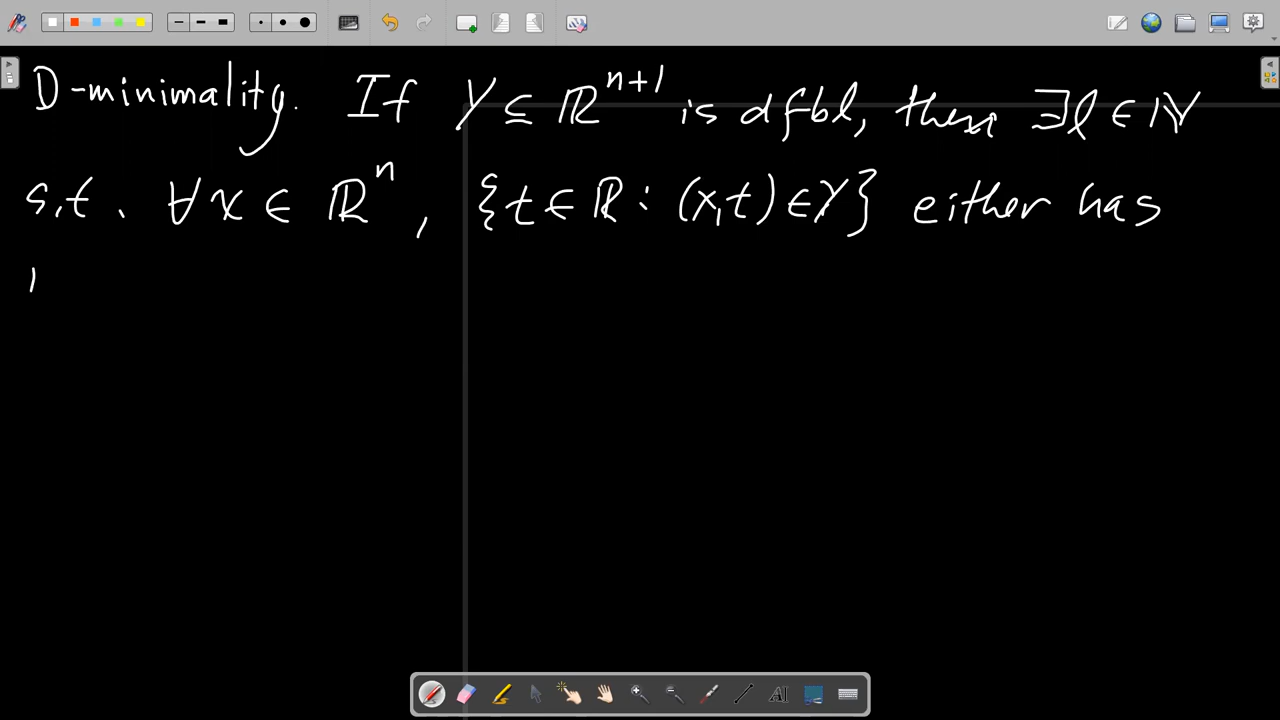 D-minimality. If Y ⊆ ℝ^{n+1} is dfbl, then ∃l ∈ ℕ
s.t. ∀x ∈ ℝ^n, {t ∈ ℝ : (x,t) ∈ Y} either has